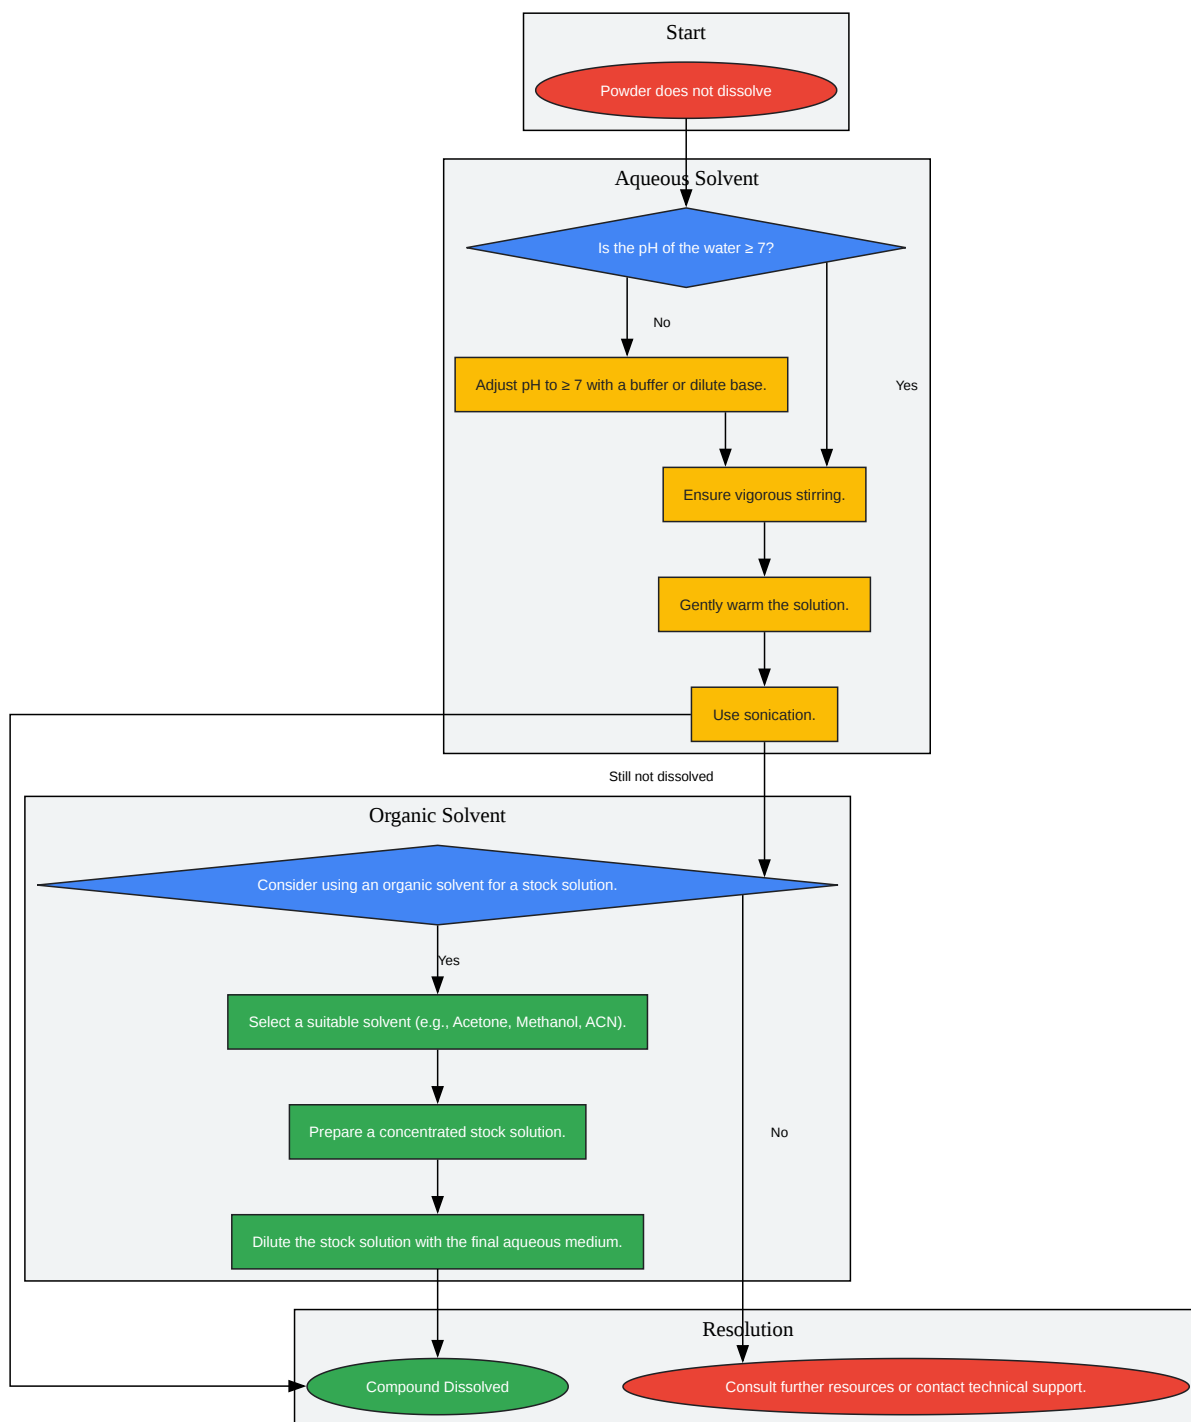 Start
Powder does not dissolve
Aqueous Solvent
Is the pH of the water ≥ 7?
No
Adjust pH to ≥ 7 with a buffer or dilute base.
Yes
Ensure vigorous stirring.
Gently warm the solution.
Use sonication.
Still not dissolved
Organic Solvent
Consider using an organic solvent for a stock solution.
Yes
Select a suitable solvent (e.g., Acetone, Methanol, ACN).
Prepare a concentrated stock solution.
No
Dilute the stock solution with the final aqueous medium.
Resolution
Compound Dissolved
Consult further resources or contact technical support.